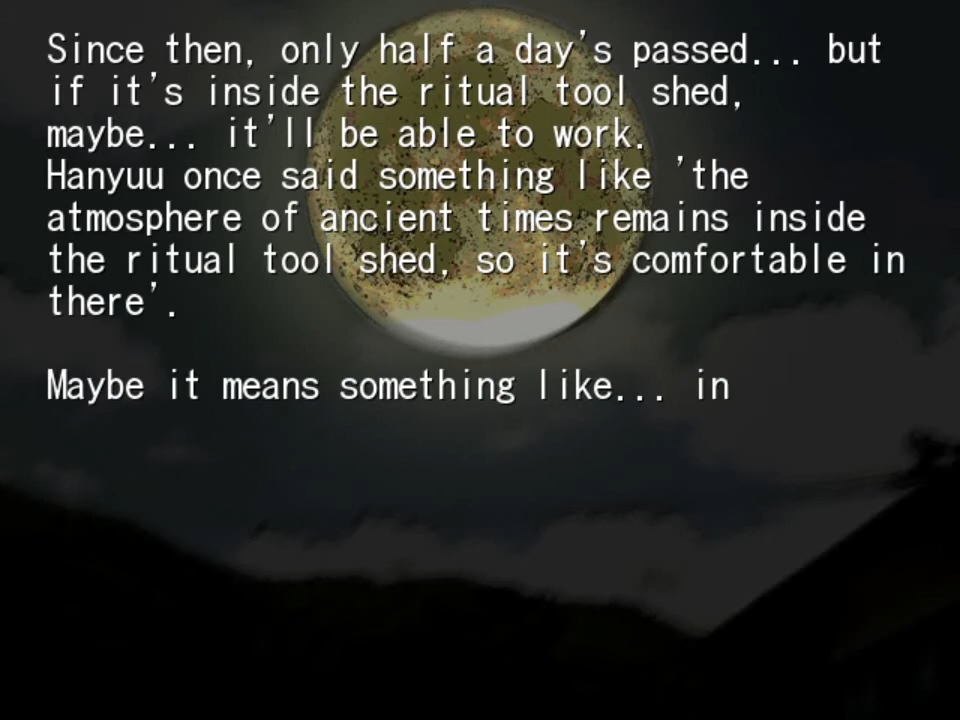 Since then, only half a day's passed... but
if it's inside the ritual tool shed,
maybe... it'll be able to work.
Hanyuu once said something like 'the
atmosphere of ancient times remains inside
the ritual tool shed, so it's comfortable in
there'.
Maybe it means something like... in